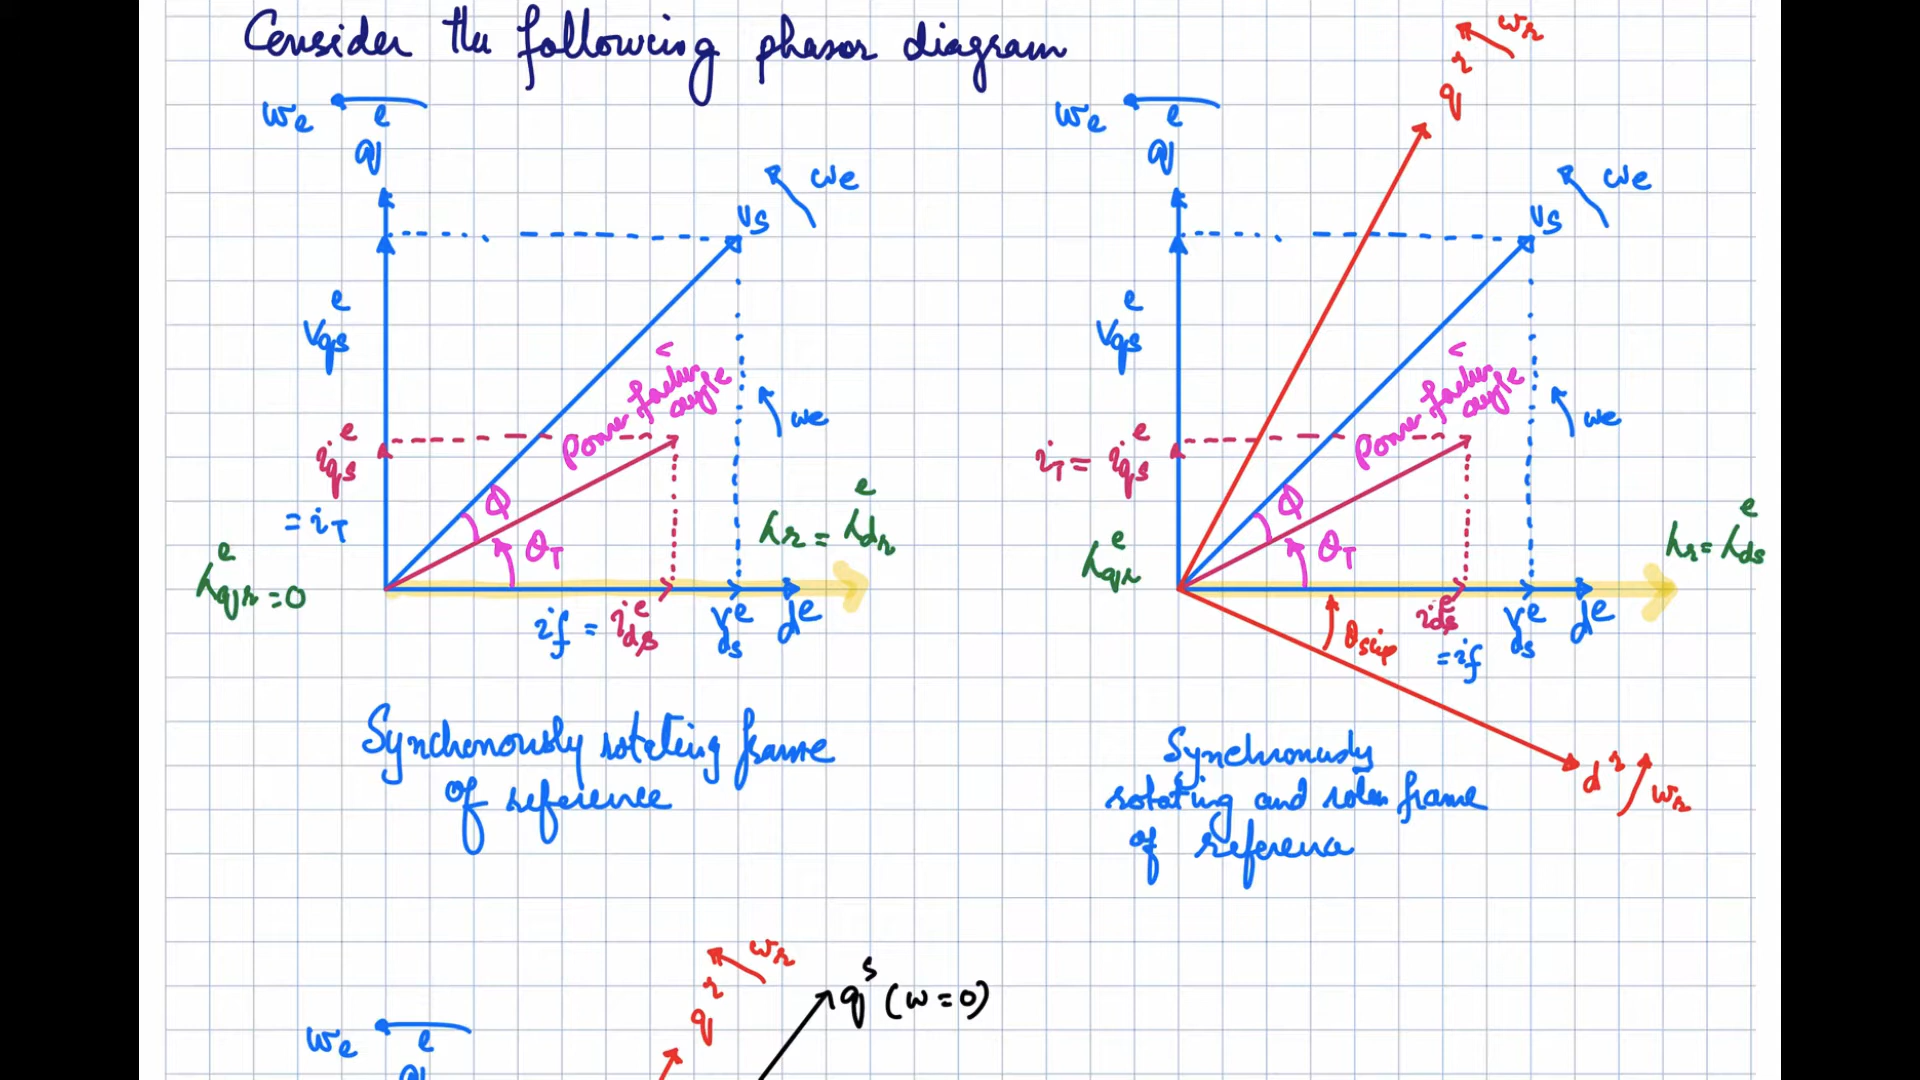 Consider the following phasor diagram
ωe
e
q
ωe
vs
e
Vqs
Power factor
angle
ωe
e
iqs
= iT
ϕ
θT
e
λr = λdr
e
λqr = 0
if = ids
e
Vds
e
de
Synchonously rotating frame
of reference
ωr
r
q
ωe
e
q
ωe
vs
e
Vqs
Power factor
angle
ωe
e
iT = iqs
ϕ
θT
e
λr = λds
e
λqr
θslip
e
ids
= if
e
Vds
de
dr
ωr
Synchronously
rotating and rotor frame
of reference
ωr
r
q
s
q (ω = 0)
ωe
e
q